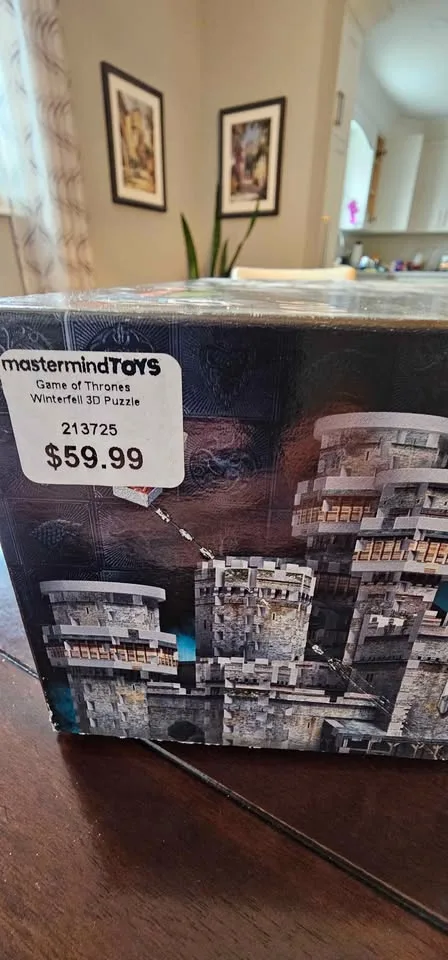 mastermindTOYS
Game of Thrones
Winterfell 3D Puzzle
213725
$59.99